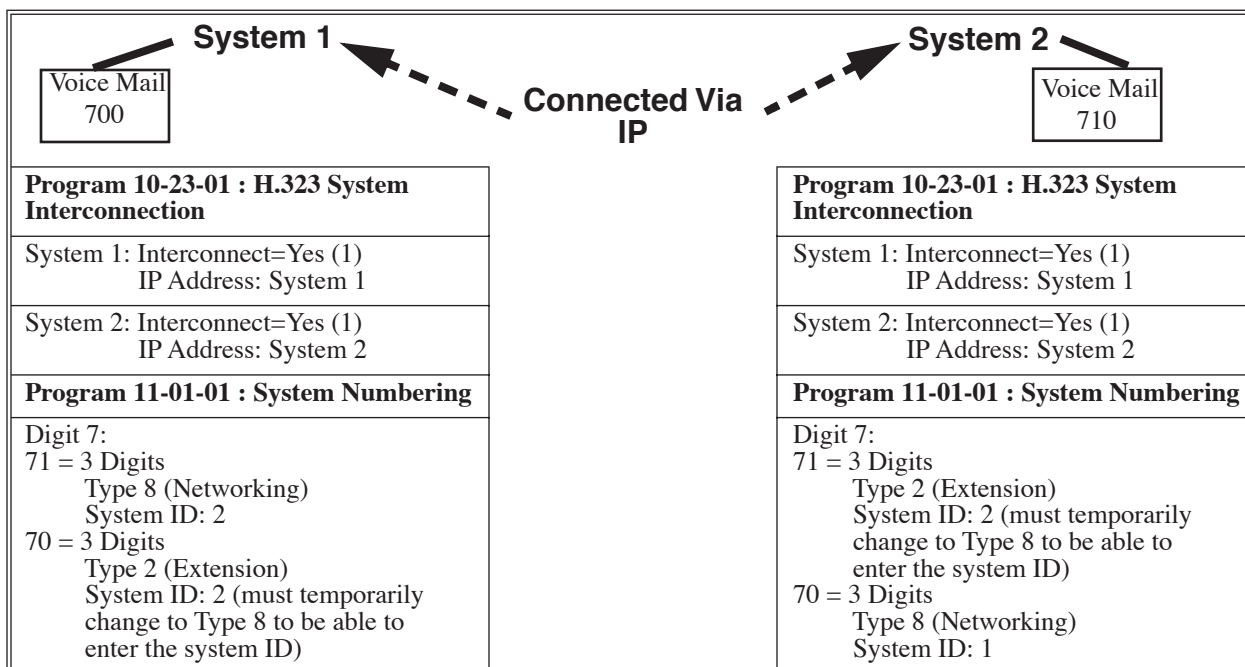 System 1
System 2
Voice Mail
700
Connected Via
IP
Voice Mail
710
Program 10-23-01 : H.323 System
Interconnection
System 1: Interconnect=Yes (1)
IP Address: System 1
System 2: Interconnect=Yes (1)
IP Address: System 2
Program 11-01-01 : System Numbering
Digit 7:
71 = 3 Digits
Type 8 (Networking)
System ID: 2
70 = 3 Digits
Type 2 (Extension)
System ID: 2 (must temporarily
change to Type 8 to be able to
enter the system ID)
Program 10-23-01 : H.323 System
Interconnection
System 1: Interconnect=Yes (1)
IP Address: System 1
System 2: Interconnect=Yes (1)
IP Address: System 2
Program 11-01-01 : System Numbering
Digit 7:
71 = 3 Digits
Type 2 (Extension)
System ID: 2 (must temporarily
change to Type 8 to be able to
enter the system ID)
70 = 3 Digits
Type 8 (Networking)
System ID: 1